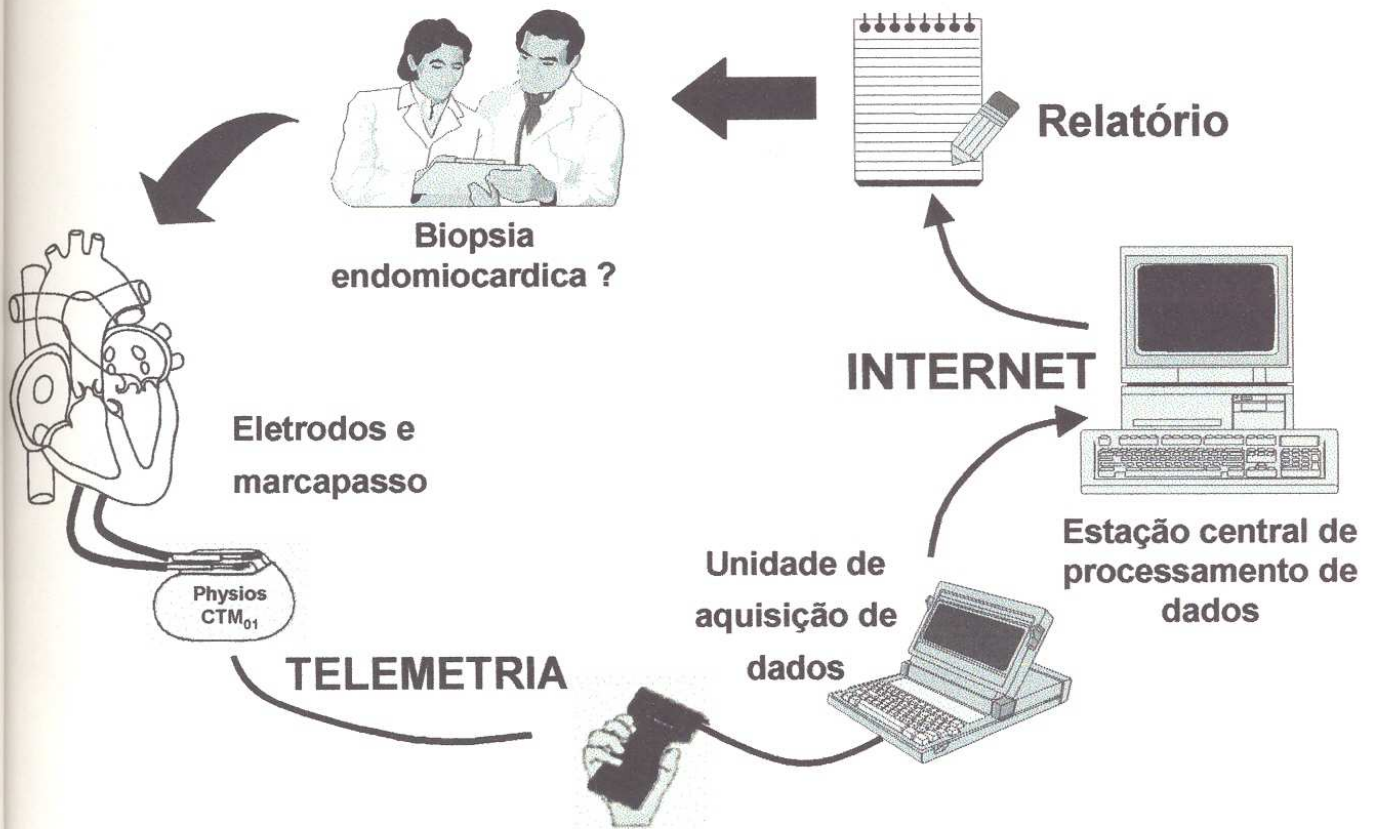 Relatório
Biopsia
endomiocardica ?
INTERNET
Eletrodos e
marcapasso
Estação central de
processamento de
dados
Unidade de
aquisição de
dados
Physios
CTM01
TELEMETRIA